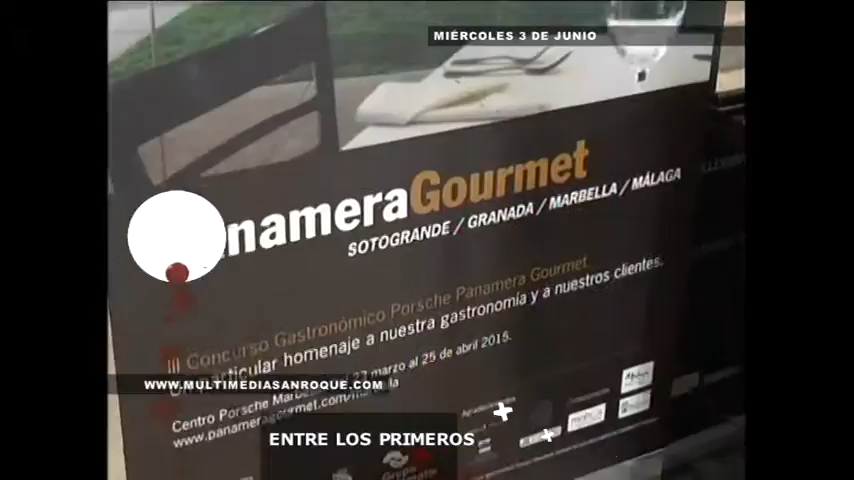 MIÉRCOLES 3 DE JUNIO
namera Gourmet
SOTOGRANDE / GRANADA / MARBELLA / MÁLAGA
III Concurso Gastronómico Porsche Panamera Gourmet
particular homenaje a nuestra gastronomía y a nuestros clientes.
23 marzo al 25 de abril 2015.
WWW.MULTIMEDIASANROQUE.COM
Centro Porsche
www.panameragourmet.com/
ENTRE LOS PRIMEROS